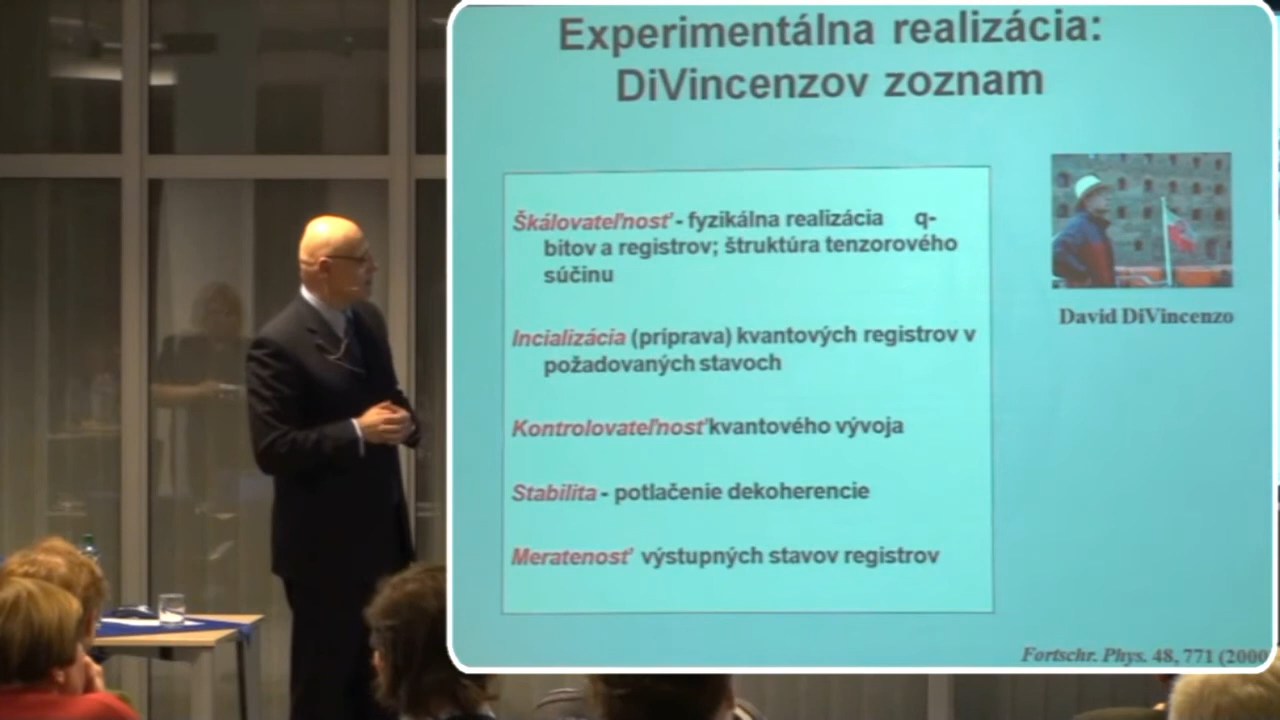 Experimentálna realizácia:
DiVincenzov zoznam
Škálovateľnosť - fyzikálna realizácia q-
bitov a registrov; štruktúra tenzorového
súčinu
Incializácia (príprava) kvantových registrov v
požadovaných stavoch
Kontrolovateľnosť kvantového vývoja
Stabilita - potlačenie dekoherencie
Meratenosť výstupných stavov registrov
David DiVincenzo
Fortschr. Phys. 48, 771 (2000